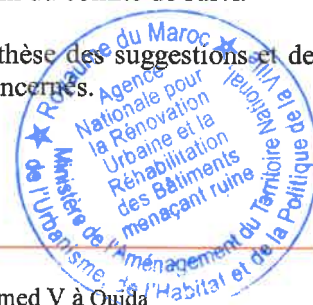 thèse des suggestions et de
ncernés.
★ Royaume du Maroc ★
Ministère de l'Aménagement du Territoire National
de l'Urbanisme, de l'Habitat et de la Politique de la Ville
Agence
Nationale pour
la Rénovation
Urbaine et la
Réhabilitation
des Bâtiments
menaçant ruine
med V à Oujda